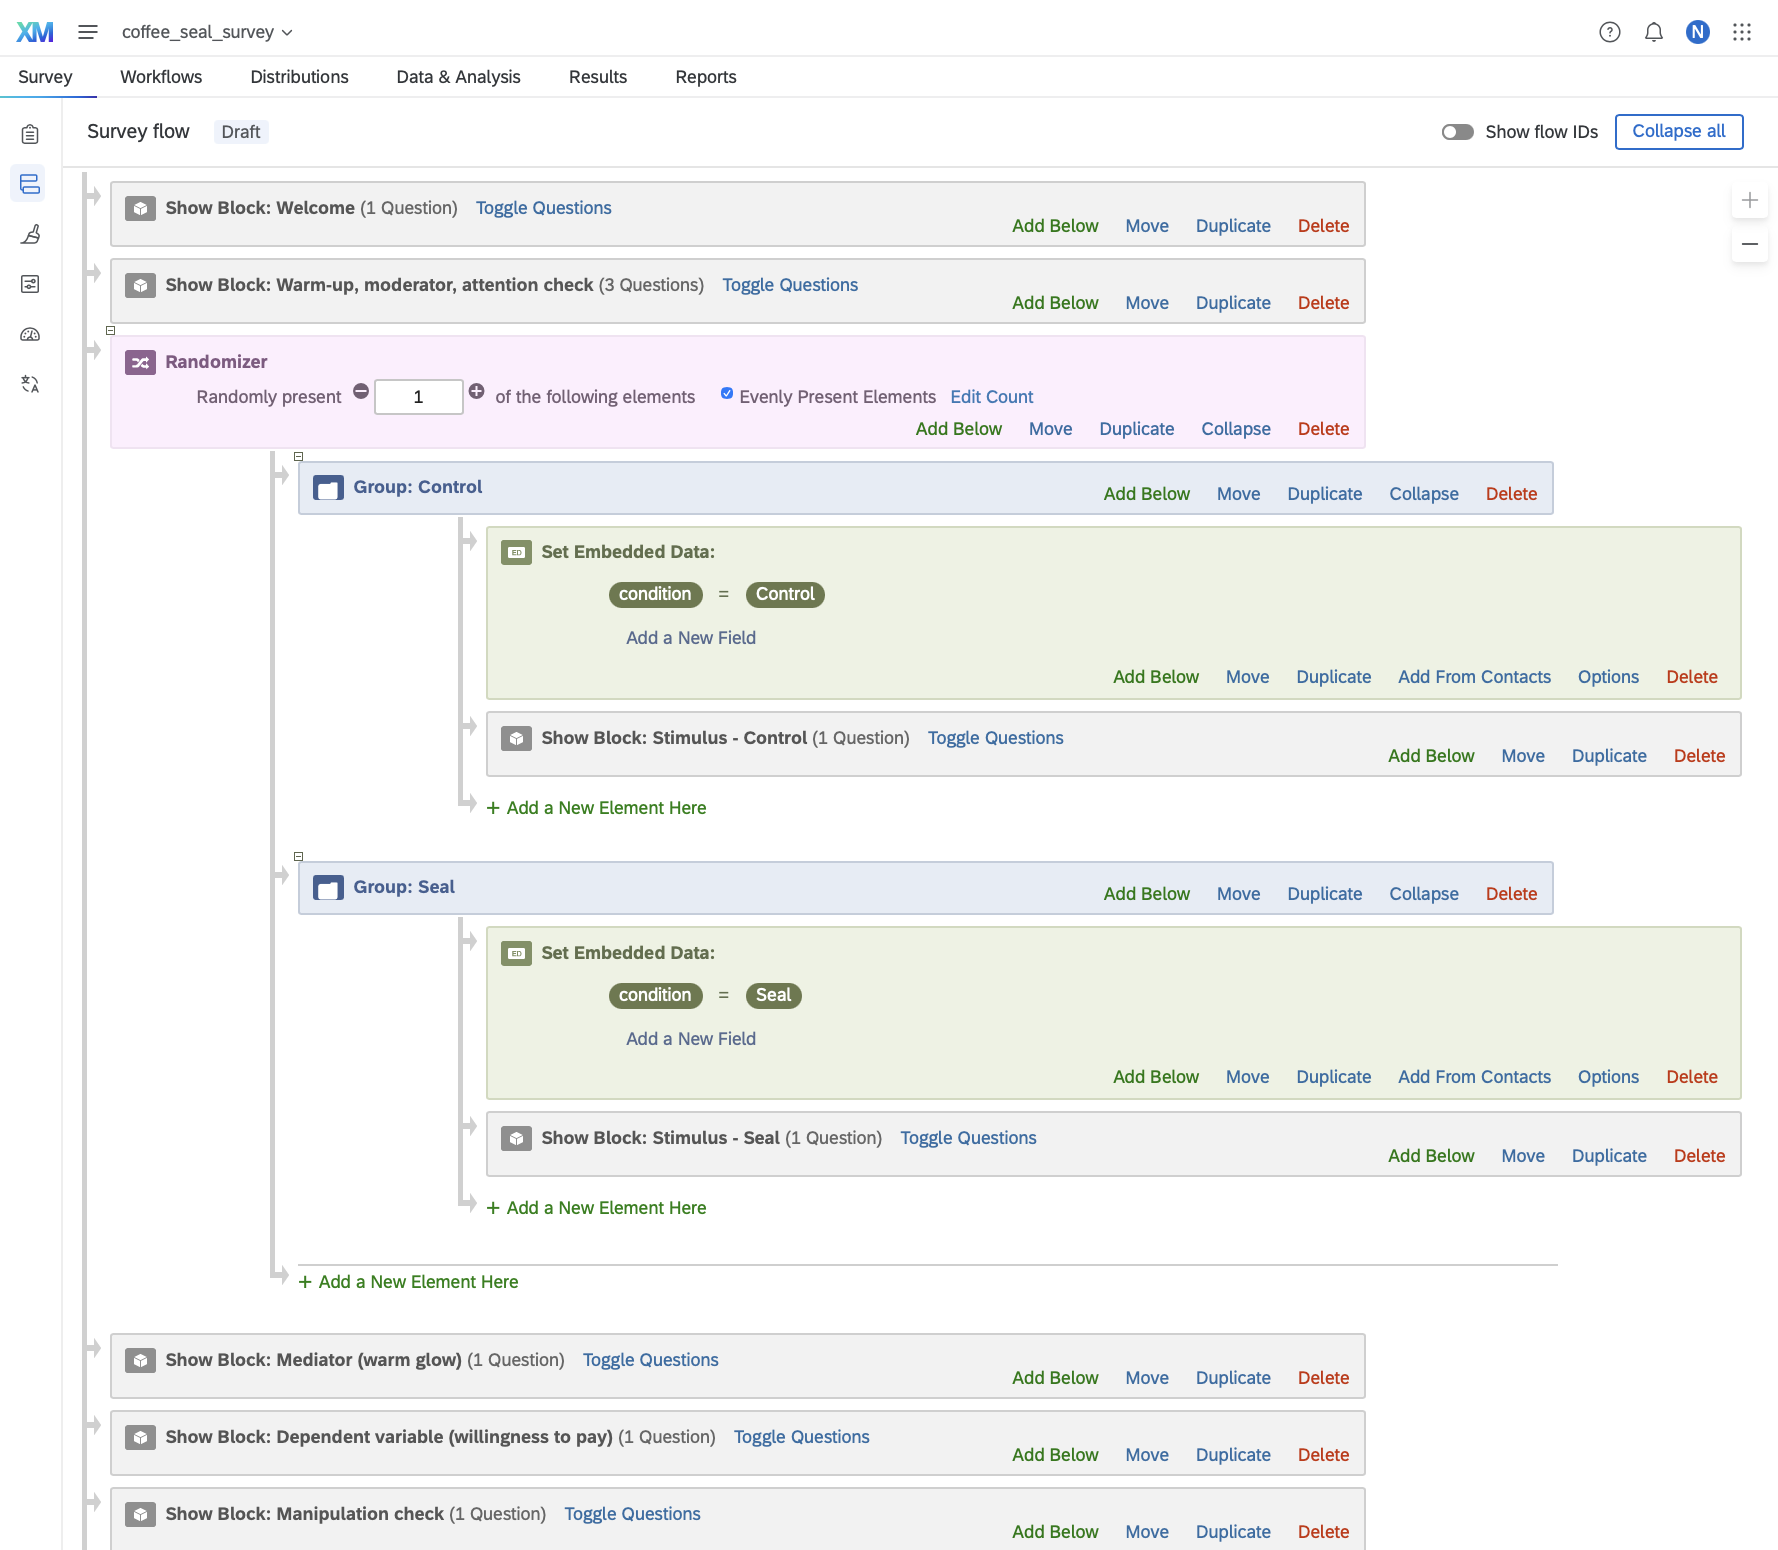 XM
coffee_seal_survey
?
N
Survey Workflows Distributions Data & Analysis Results Reports
Survey flow Draft
Show flow IDs
Collapse all
Show Block: Welcome (1 Question) Toggle Questions
Add Below Move Duplicate Delete
Show Block: Warm-up, moderator, attention check (3 Questions) Toggle Questions
Add Below Move Duplicate Delete
Randomizer
Randomly present 1 of the following elements Evenly Present Elements Edit Count
Add Below Move Duplicate Collapse Delete
Group: Control
Add Below Move Duplicate Collapse Delete
ED Set Embedded Data:
condition = Control
Add a New Field
Add Below Move Duplicate Add From Contacts Options Delete
Show Block: Stimulus - Control (1 Question) Toggle Questions
Add Below Move Duplicate Delete
+ Add a New Element Here
Group: Seal
Add Below Move Duplicate Collapse Delete
ED Set Embedded Data:
condition = Seal
Add a New Field
Add Below Move Duplicate Add From Contacts Options Delete
Show Block: Stimulus - Seal (1 Question) Toggle Questions
Add Below Move Duplicate Delete
+ Add a New Element Here
+ Add a New Element Here
Show Block: Mediator (warm glow) (1 Question) Toggle Questions
Add Below Move Duplicate Delete
Show Block: Dependent variable (willingness to pay) (1 Question) Toggle Questions
Add Below Move Duplicate Delete
Show Block: Manipulation check (1 Question) Toggle Questions
Add Below Move Duplicate Delete